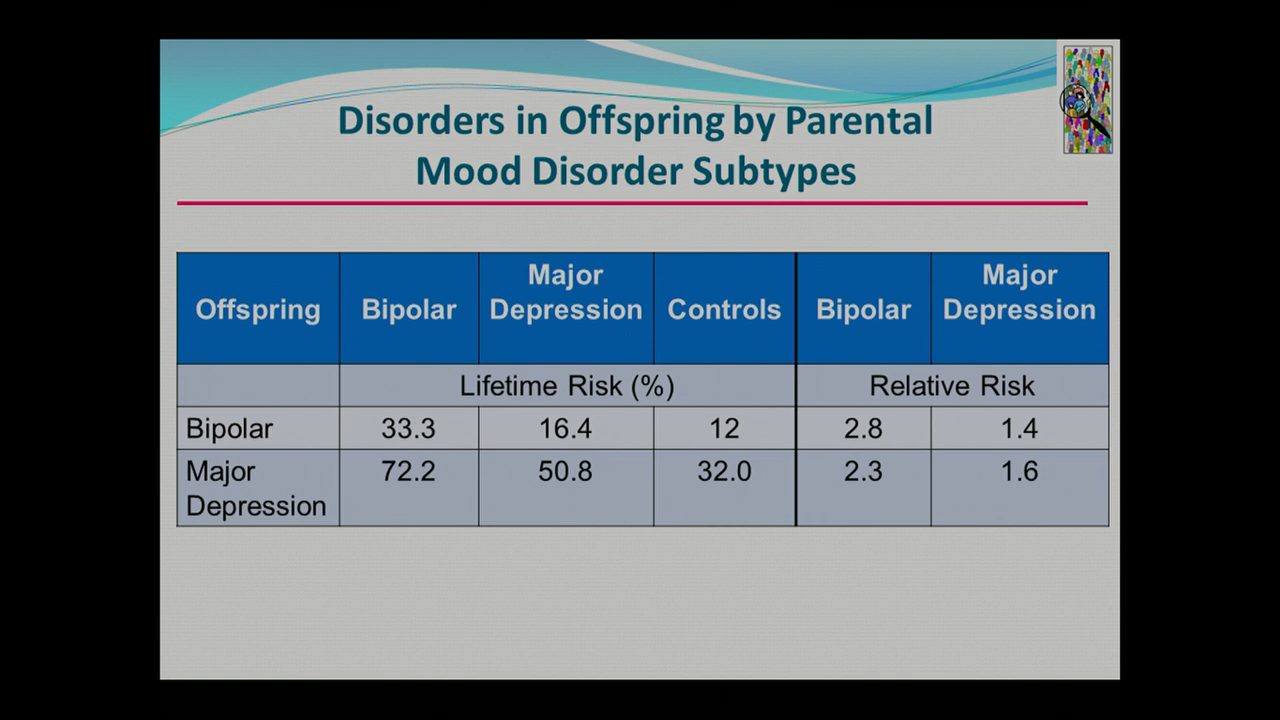 Disorders in Offspring by Parental
Mood Disorder Subtypes
Offspring Bipolar Major Depression Controls Bipolar Major Depression
Lifetime Risk (%) Relative Risk
Bipolar 33.3 16.4 12 2.8 1.4
Major Depression 72.2 50.8 32.0 2.3 1.6